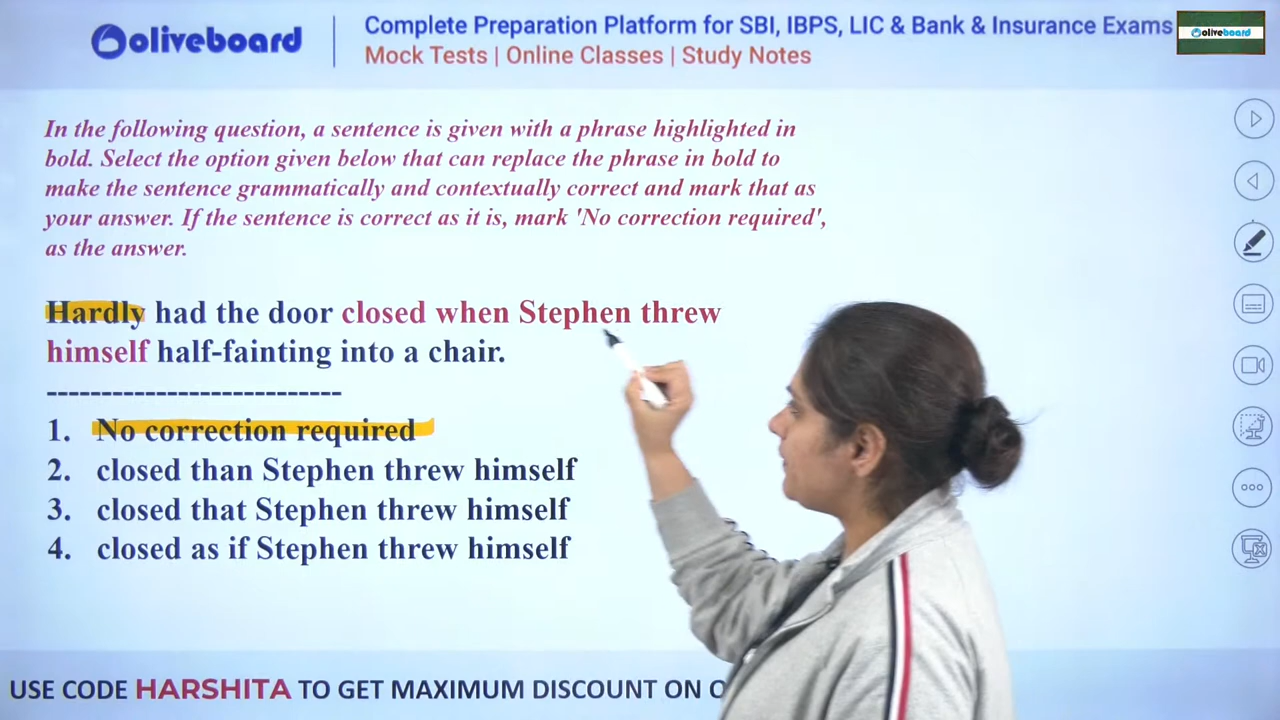 oliveboard
Complete Preparation Platform for SBI, IBPS, LIC & Bank & Insurance Exams
Mock Tests | Online Classes | Study Notes
oliveboard
In the following question, a sentence is given with a phrase highlighted in
bold. Select the option given below that can replace the phrase in bold to
make the sentence grammatically and contextually correct and mark that as
your answer. If the sentence is correct as it is, mark 'No correction required',
as the answer.
Hardly had the door closed when Stephen threw
himself half-fainting into a chair.
--------------------------
1. No correction required
2. closed than Stephen threw himself
3. closed that Stephen threw himself
4. closed as if Stephen threw himself
USE CODE HARSHITA TO GET MAXIMUM DISCOUNT ON